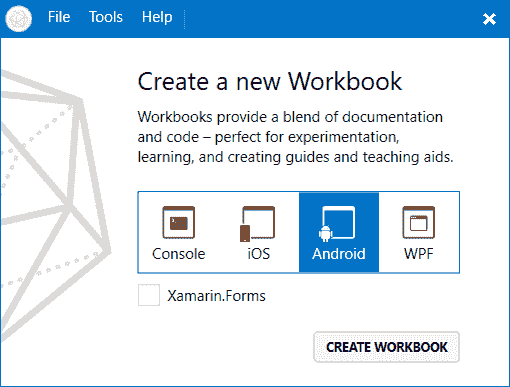 File Tools Help
Create a new Workbook
Workbooks provide a blend of documentation
and code – perfect for experimentation,
learning, and creating guides and teaching aids.
Console iOS Android WPF
Xamarin.Forms
CREATE WORKBOOK